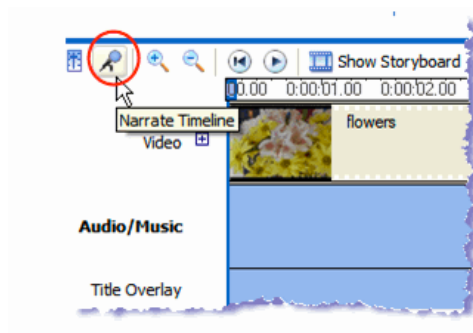 Show Storyboard
0.00 0:00:01.00 0:00:02.00
Narrate Timeline
flowers
Video
Audio/Music
Title Overlay